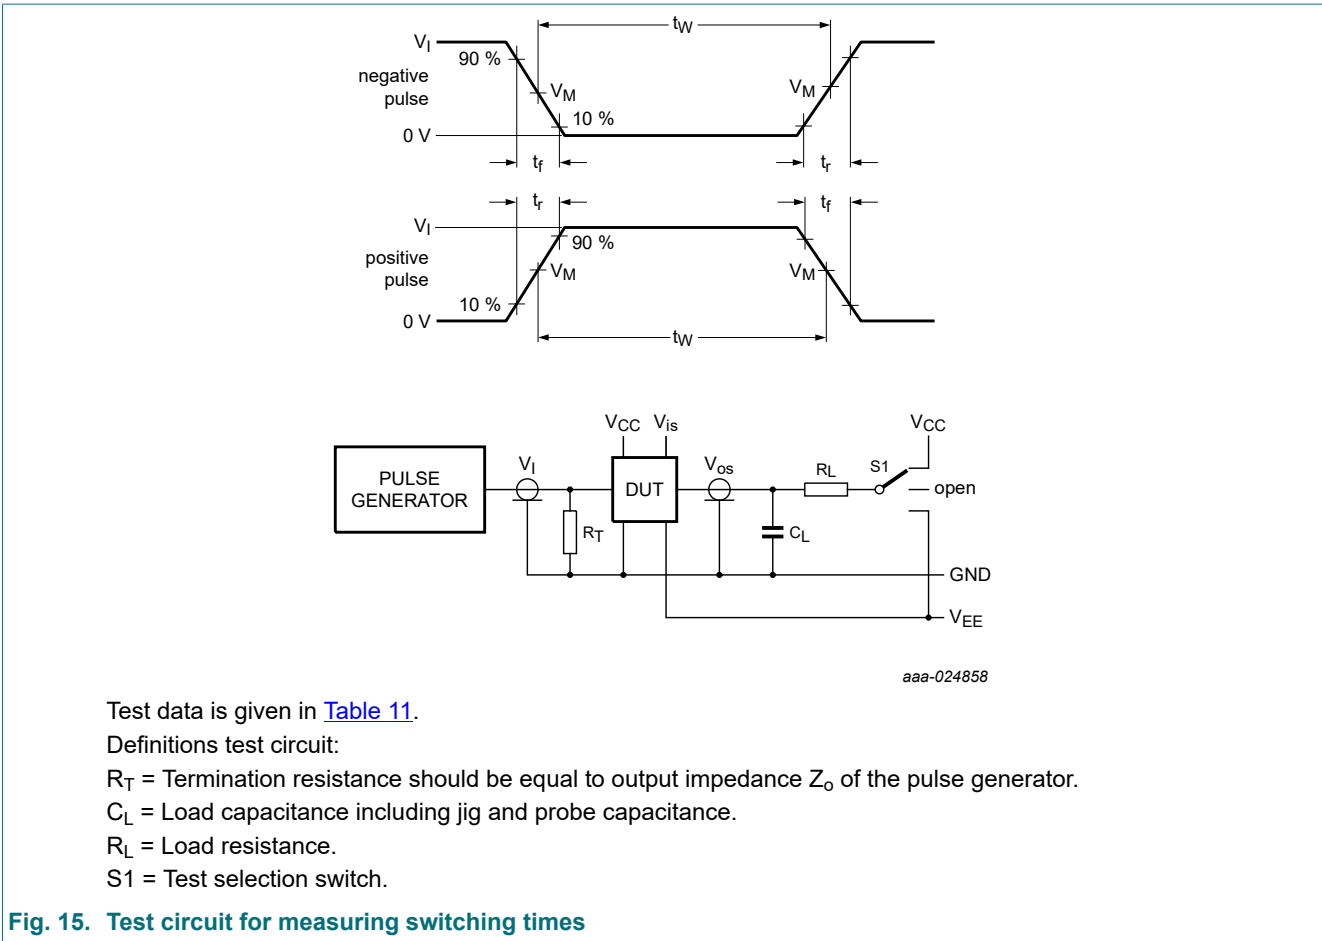 tW
VI
90 %
negative
pulse
VM
VM
10 %
0 V
tf
tr
tr
tf
VI
90 %
positive
pulse
VM
VM
10 %
0 V
tW
VCC Vis
VCC
PULSE
GENERATOR
VI
DUT
Vos
RL
S1
open
RT
CL
GND
VEE
aaa-024858
Test data is given in Table 11.
Definitions test circuit:
RT = Termination resistance should be equal to output impedance Zo of the pulse generator.
CL = Load capacitance including jig and probe capacitance.
RL = Load resistance.
S1 = Test selection switch.
Fig. 15. Test circuit for measuring switching times